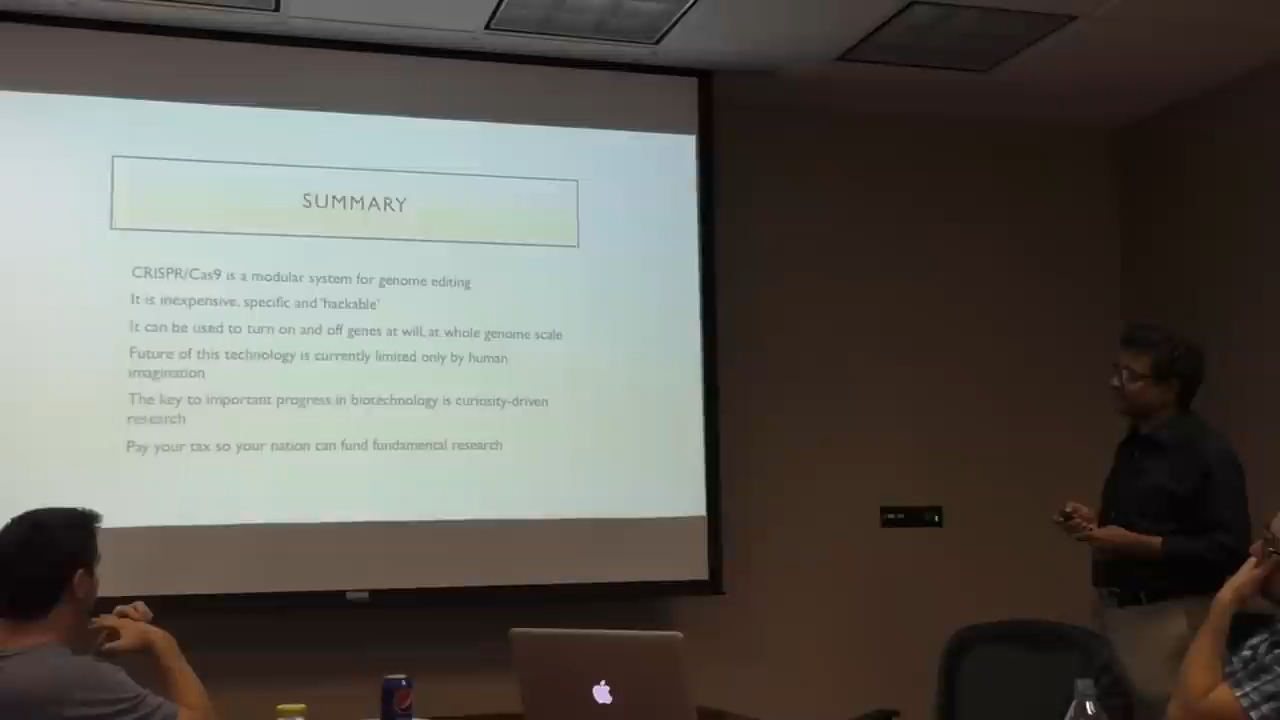 SUMMARY
CRISPR/Cas9 is a modular system for genome editing
It is inexpensive, specific and 'hackable'
It can be used to turn on and off genes at will, at whole genome scale
Future of this technology is currently limited only by human
imagination
The key to important progress in biotechnology is curiosity-driven
research
Pay your tax so your nation can fund fundamental research